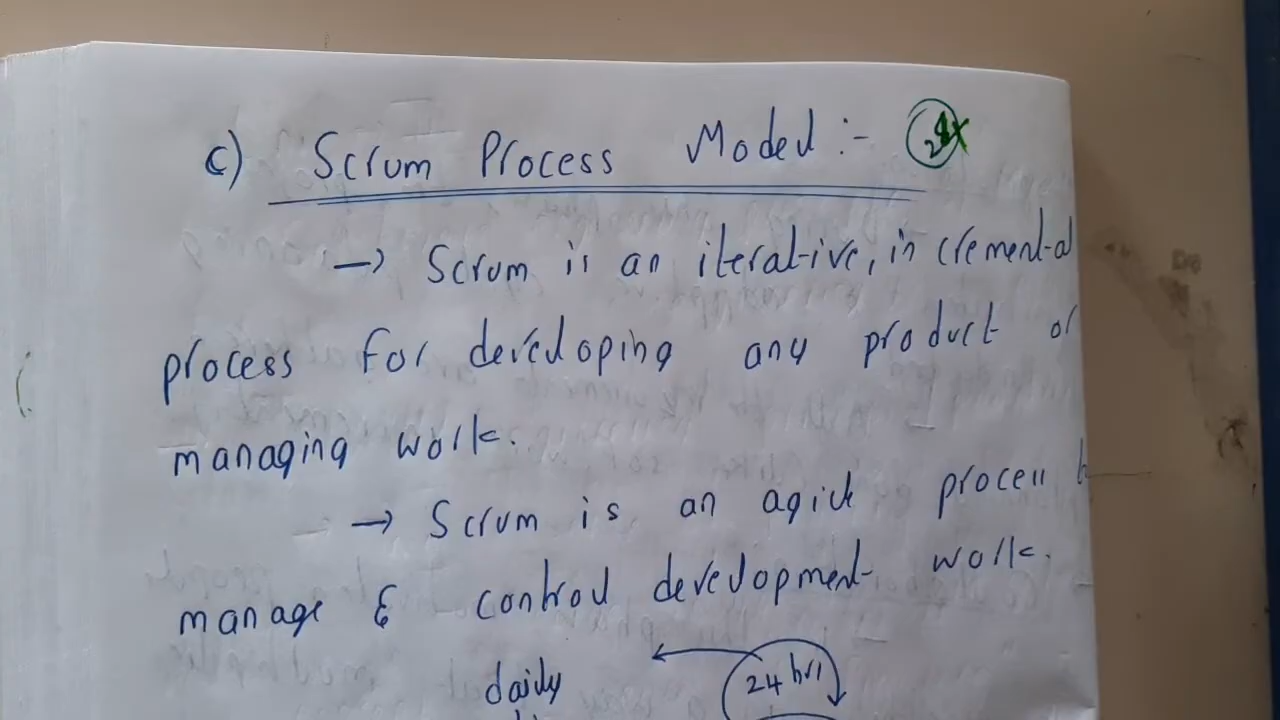 c) Scrum Process Model :-
→ Scrum is an iterative, incremental
process for developing any product or
managing work.
→ Scrum is an agile process
manage & control development work.
24 hrs
daily